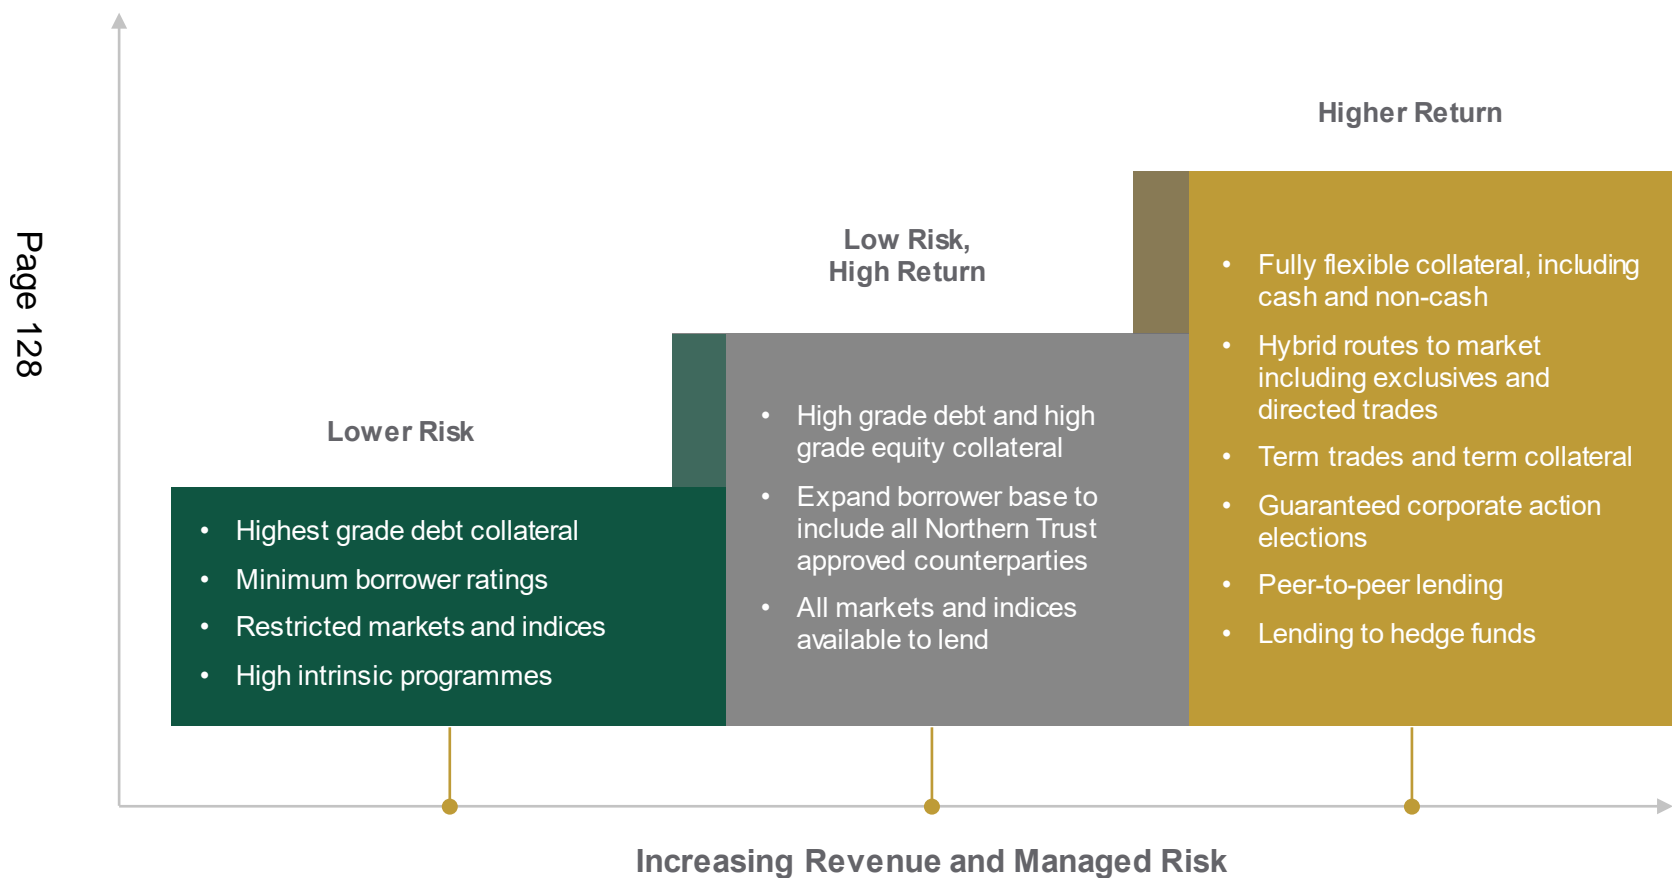 Page 128
Lower Risk
• Highest grade debt collateral
• Minimum borrower ratings
• Restricted markets and indices
• High intrinsic programmes
Low Risk,
High Return
• High grade debt and high
grade equity collateral
• Expand borrower base to
include all Northern Trust
approved counterparties
• All markets and indices
available to lend
Higher Return
• Fully flexible collateral, including
cash and non-cash
• Hybrid routes to market
including exclusives and
directed trades
• Term trades and term collateral
• Guaranteed corporate action
elections
• Peer-to-peer lending
• Lending to hedge funds
Increasing Revenue and Managed Risk